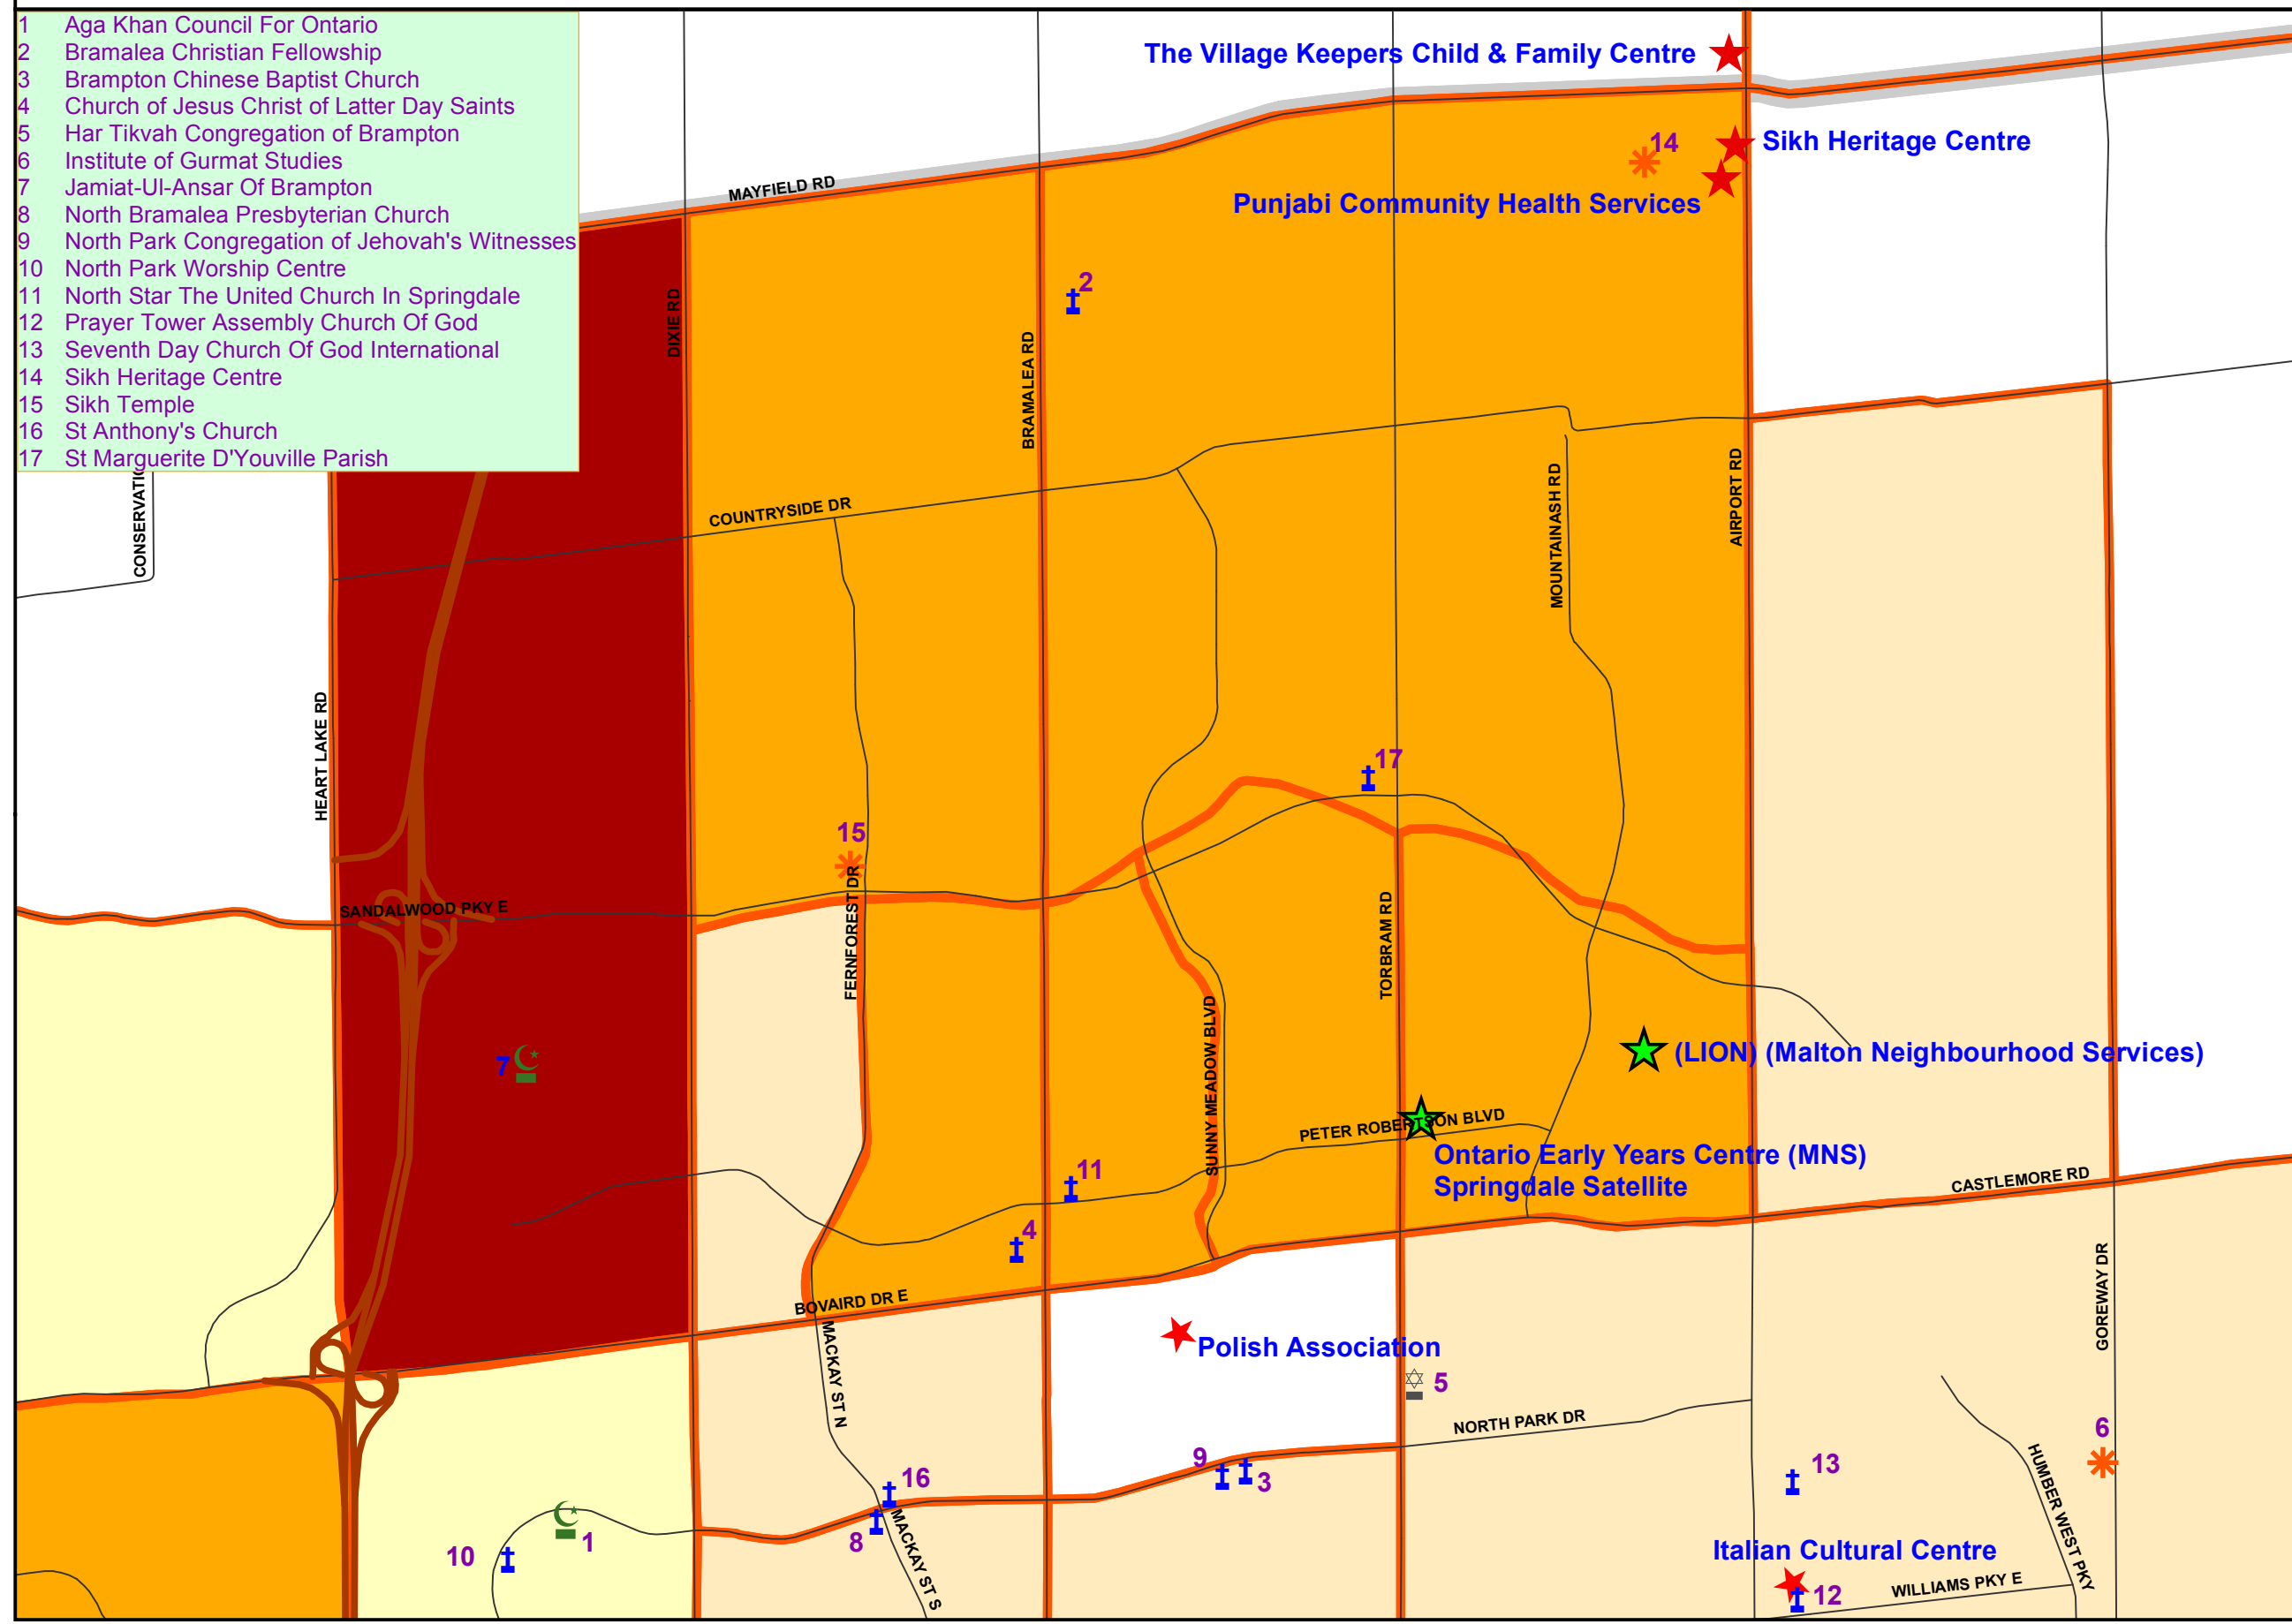 1 Aga Khan Council For Ontario
2 Bramalea Christian Fellowship
3 Brampton Chinese Baptist Church
4 Church of Jesus Christ of Latter Day Saints
5 Har Tikvah Congregation of Brampton
6 Institute of Gurmat Studies
7 Jamiat-Ul-Ansar Of Brampton
8 North Bramalea Presbyterian Church
9 North Park Congregation of Jehovah's Witnesses
10 North Park Worship Centre
11 North Star The United Church In Springdale
12 Prayer Tower Assembly Church Of God
13 Seventh Day Church Of God International
14 Sikh Heritage Centre
15 Sikh Temple
16 St Anthony's Church
17 St Marguerite D'Youville Parish
The Village Keepers Child & Family Centre
14
Sikh Heritage Centre
Punjabi Community Health Services
MAYFIELD RD
2
DIXIE RD
BRAMALEA RD
COUNTRYSIDE DR
MOUNTAINASH RD
AIRPORT RD
CONSERVATIO
HEART LAKE RD
17
15
SANDALWOOD PKY E
FERNFOREST DR
TORBRAM RD
SUNNY MEADOW BLVD
7
(LION) (Malton Neighbourhood Services)
PETER ROBERTSON BLVD
Ontario Early Years Centre (MNS)
Springdale Satellite
11
CASTLEMORE RD
4
GOREWAY DR
BOVAIRD DR E
MACKAY ST N
Polish Association
5
NORTH PARK DR
6
9
3
13
16
HUMBER WEST PKY
8
1
10
MACKAY ST S
Italian Cultural Centre
WILLIAMS PKY E
12